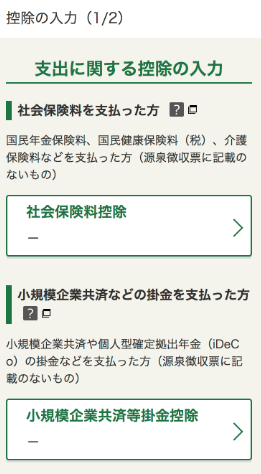 控除の入力（1/2）
支出に関する控除の入力
社会保険料を支払った方 ?
国民年金保険料、国民健康保険料（税）、介護
保険料などを支払った方（源泉徴収票に記載の
ないもの）
社会保険料控除
―
小規模企業共済などの掛金を支払った方
?
小規模企業共済や個人型確定拠出年金（iDeC
o）の掛金などを支払った方（源泉徴収票に記
載のないもの）
小規模企業共済等掛金控除
―